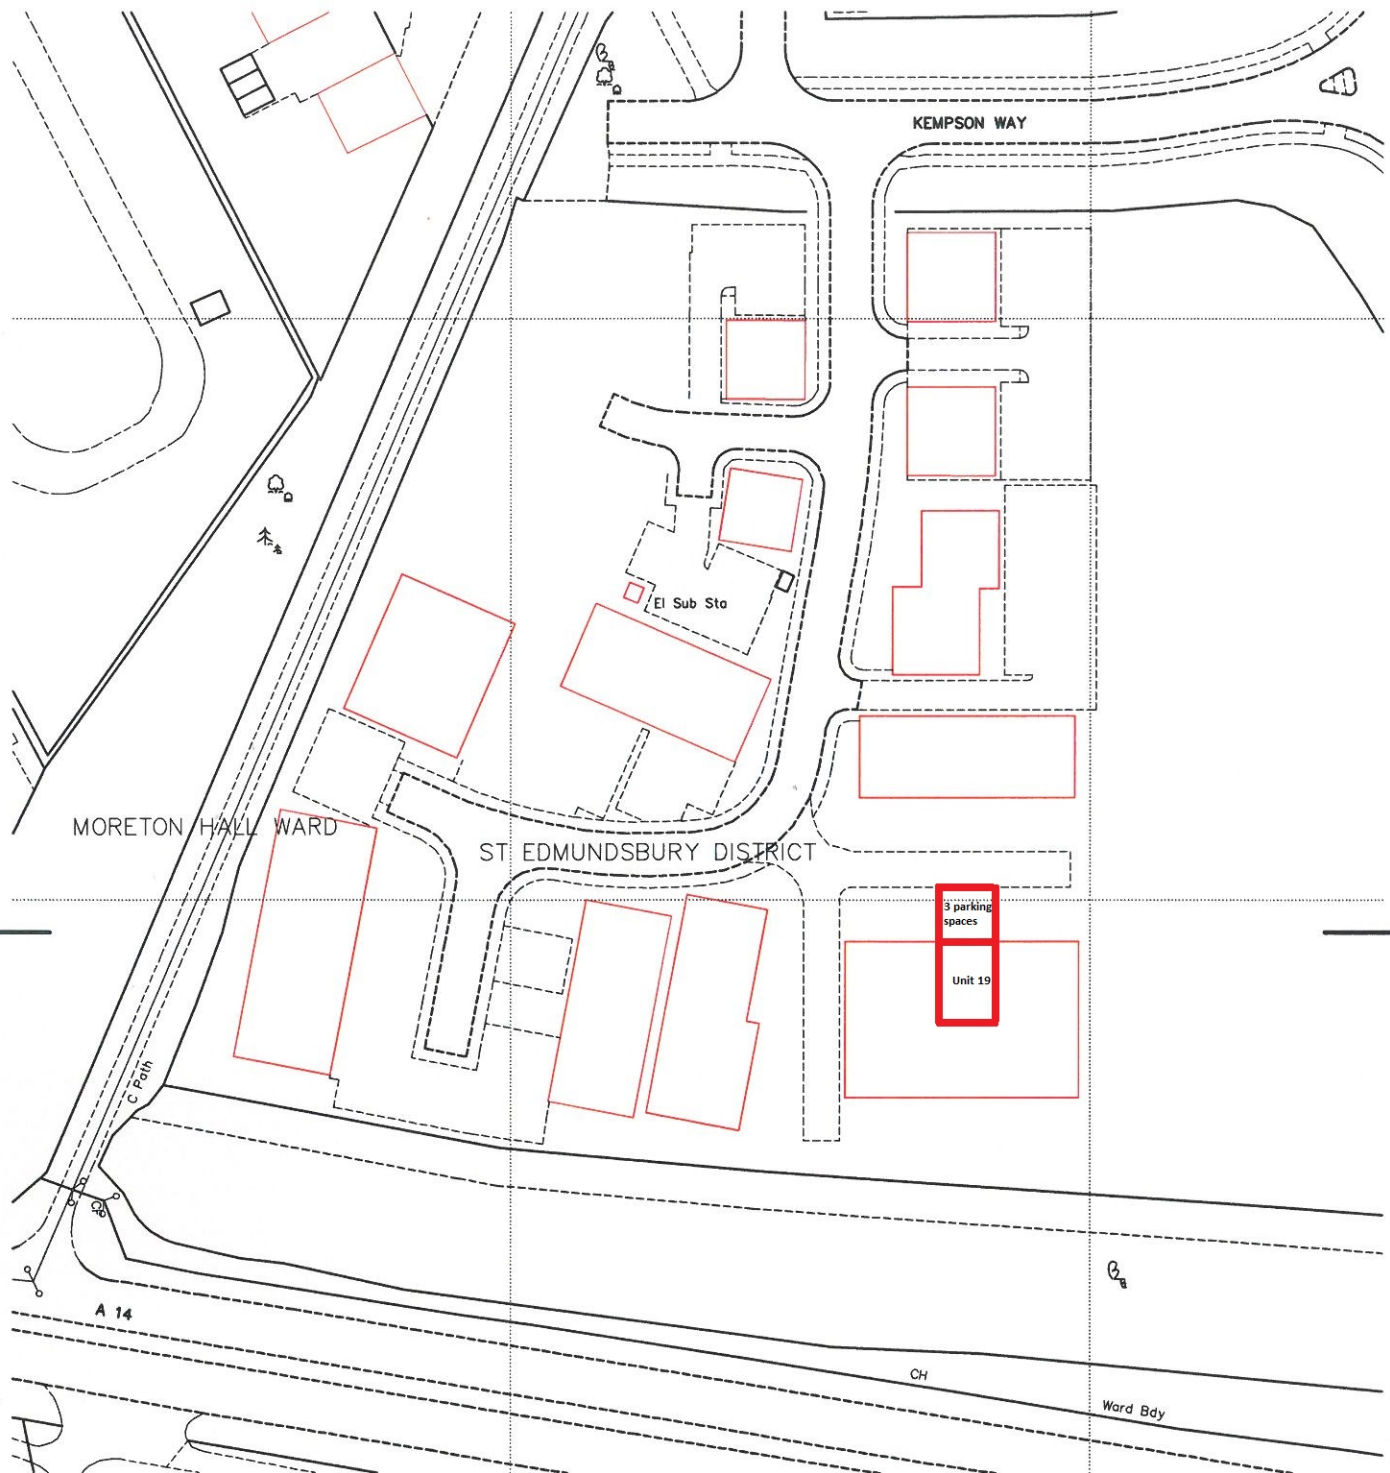 KEMPSON WAY
El Sub Sta
MORETON HALL WARD
ST EDMUNDSBURY DISTRICT
3 parking
spaces
Unit 19
C Path
CF
A 14
CH
Ward Bdy